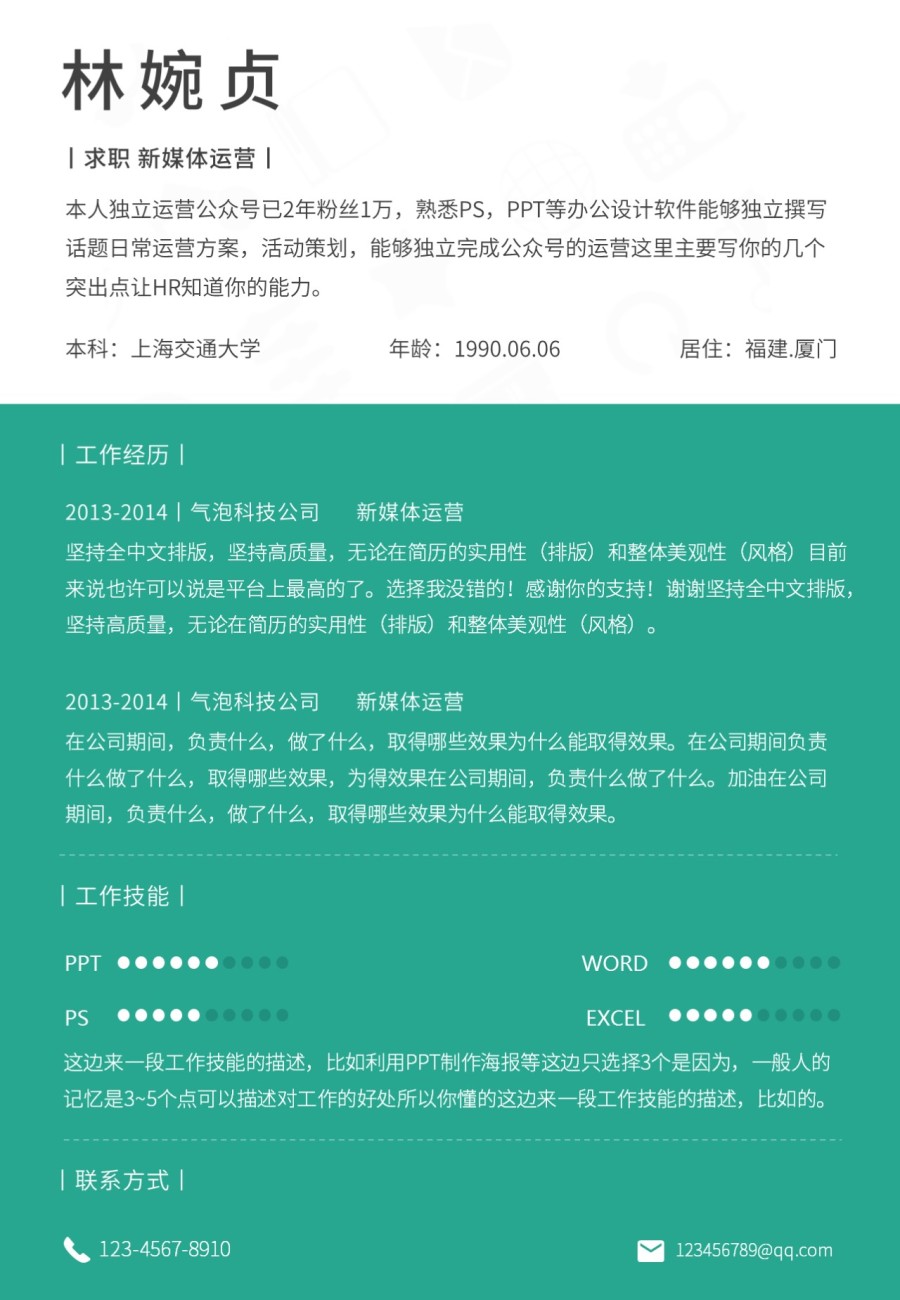 林婉贞
| 求职 新媒体运营 |
本人独立运营公众号已2年粉丝1万，熟悉PS，PPT等办公设计软件能够独立撰写
话题日常运营方案，活动策划，能够独立完成公众号的运营这里主要写你的几个
突出点让HR知道你的能力。
本科：上海交通大学 年龄：1990.06.06 居住：福建.厦门
| 工作经历 |
2013-2014 | 气泡科技公司 新媒体运营
坚持全中文排版，坚持高质量，无论在简历的实用性（排版）和整体美观性（风格）目前
来说也许可以说是平台上最高的了。选择我没错的！感谢你的支持！谢谢坚持全中文排版，
坚持高质量，无论在简历的实用性（排版）和整体美观性（风格）。
2013-2014 | 气泡科技公司 新媒体运营
在公司期间，负责什么，做了什么，取得哪些效果为什么能取得效果。在公司期间负责
什么做了什么，取得哪些效果，为得效果在公司期间，负责什么做了什么。加油在公司
期间，负责什么，做了什么，取得哪些效果为什么能取得效果。
| 工作技能 |
PPT WORD
PS EXCEL
这边来一段工作技能的描述，比如利用PPT制作海报等这边只选择3个是因为，一般人的
记忆是3~5个点可以描述对工作的好处所以你懂的这边来一段工作技能的描述，比如的。
| 联系方式 |
123-4567-8910 123456789@qq.com